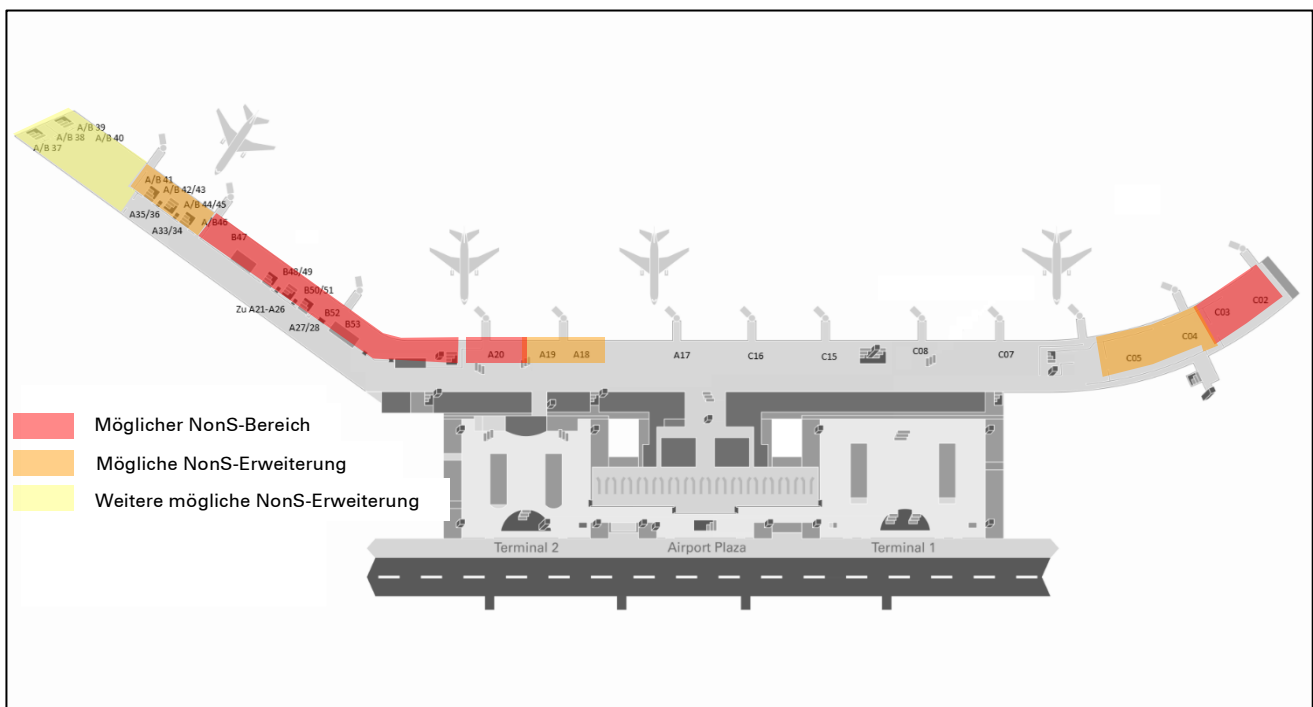 A/B 39
A/B 38
A/B 40
A/B 37
A/B 41
A/B 42/43
A/B 44/45
A/B46
A35/36
A33/34
B47
B48/49
B50/51
Zu A21-A26
B52
A27/28
B53
A20
A19
A18
A17
C16
C15
C08
C07
C05
C04
C03
C02
Möglicher NonS-Bereich
Mögliche NonS-Erweiterung
Weitere mögliche NonS-Erweiterung
Terminal 2
Airport Plaza
Terminal 1